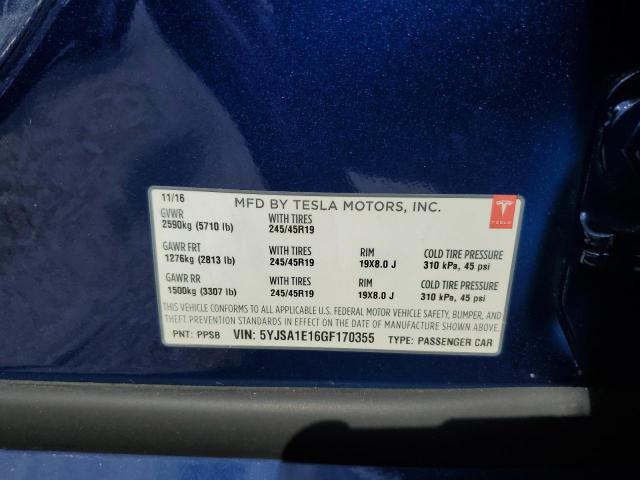 11/16
MFD BY TESLA MOTORS, INC.
GVWR WITH TIRES
2590kg (5710 lb) 245/45R19
TESLA
GAWR FRT WITH TIRES RIM COLD TIRE PRESSURE
1276kg (2813 lb) 245/45R19 19X8.0 J 310 kPa, 45 psi
GAWR RR WITH TIRES RIM COLD TIRE PRESSURE
1500kg (3307 lb) 245/45R19 19X8.0 J 310 kPa, 45 psi
THIS VEHICLE CONFORMS TO ALL APPLICABLE U.S. FEDERAL MOTOR VEHICLE SAFETY, BUMPER, AND
THEFT PREVENTION STANDARDS IN EFFECT ON THE DATE OF MANUFACTURE SHOWN ABOVE.
PNT: PPSB VIN: 5YJSA1E16GF170355 TYPE: PASSENGER CAR